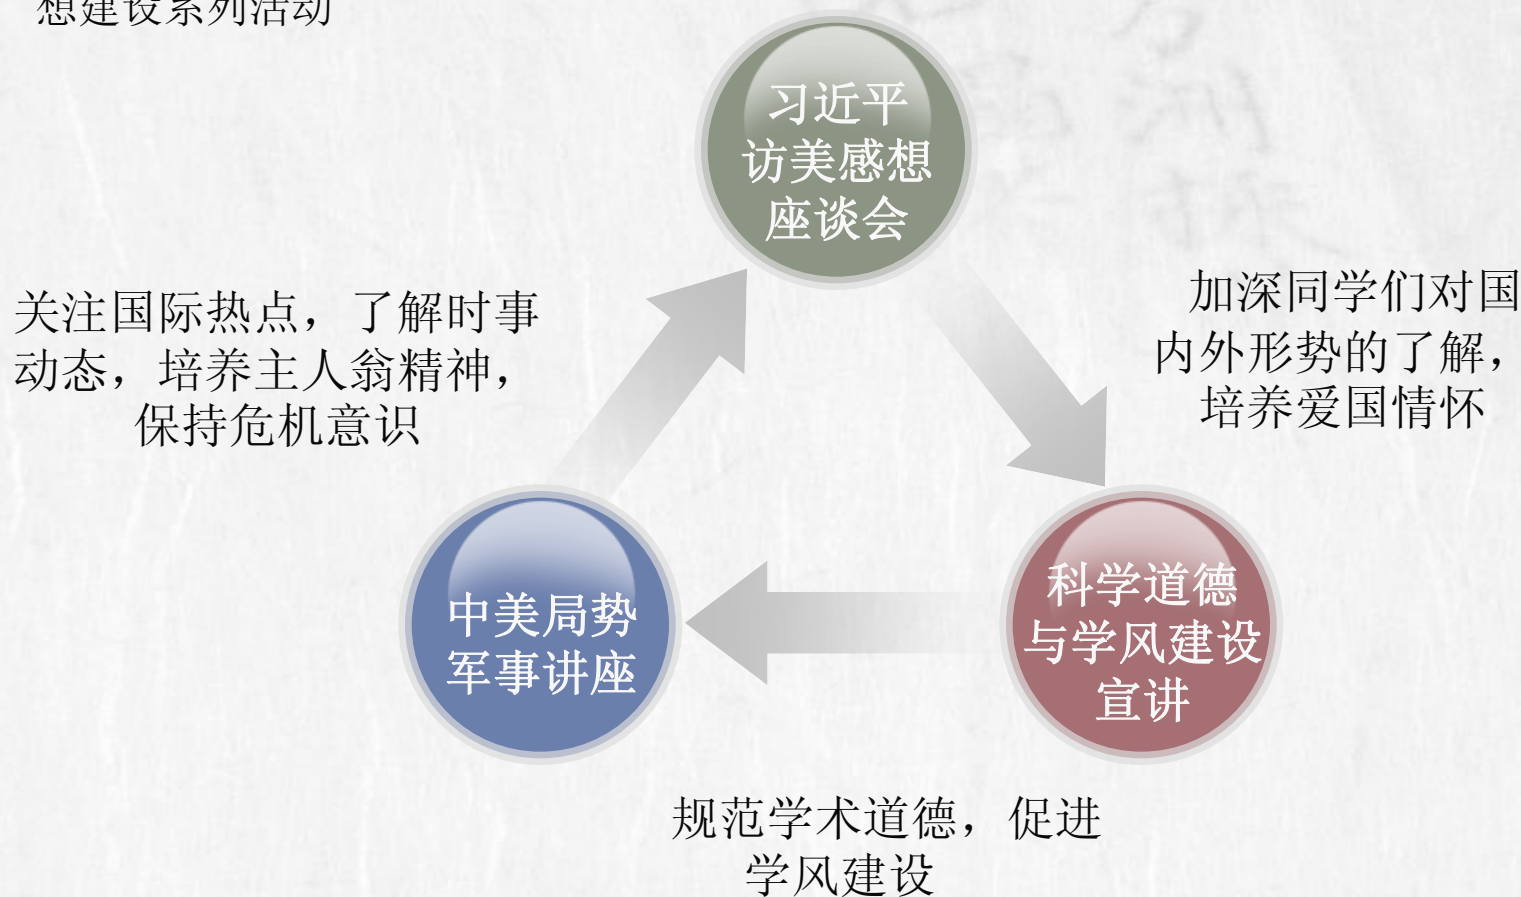 想建设系列活动
习近平
访美感想
座谈会
关注国际热点，了解时事
动态，培养主人翁精神，
保持危机意识
加深同学们对国
内外形势的了解，
培养爱国情怀
中美局势
军事讲座
科学道德
与学风建设
宣讲
规范学术道德，促进
学风建设